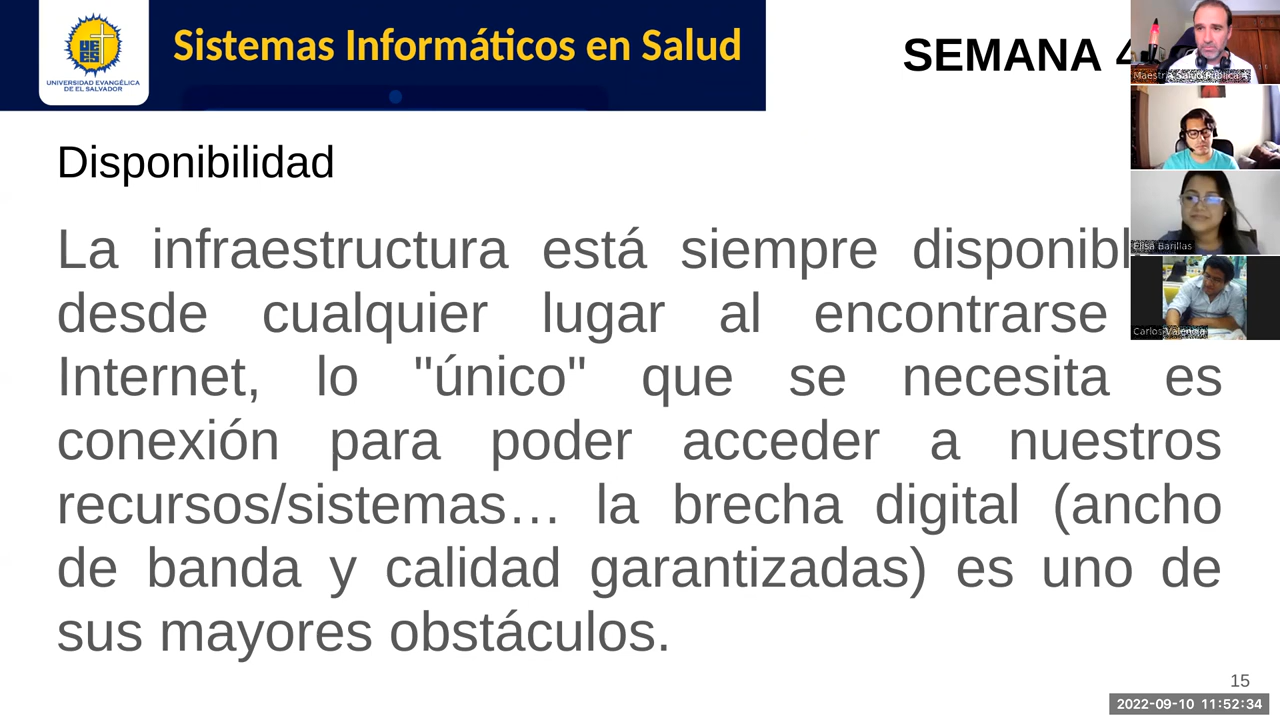 UNIVERSIDAD EVANGÉLICA
DE EL SALVADOR
Sistemas Informáticos en Salud
SEMANA 4
Disponibilidad
La infraestructura está siempre
desde cualquier lugar al encontrarse
Internet, lo "único" que se necesita es
conexión para poder acceder a nuestros
recursos/sistemas… la brecha digital (ancho
de banda y calidad garantizadas) es uno de
sus mayores obstáculos.
Elisa Barillas
Carlos Valencia
15
2022-09-10 11:52:34